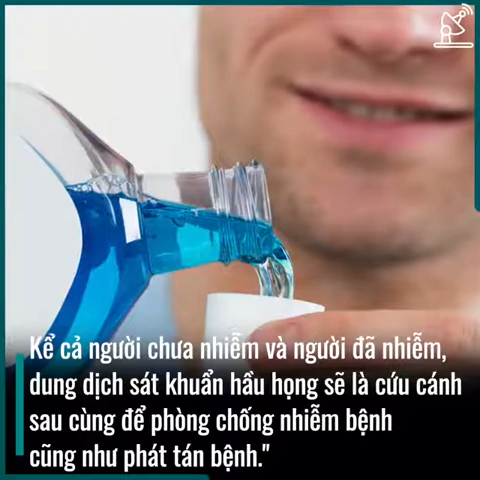 Kể cả người chưa nhiễm và người đã nhiễm,
dung dịch sát khuẩn hầu họng sẽ là cứu cánh
sau cùng để phòng chống nhiễm bệnh
cũng như phát tán bệnh."